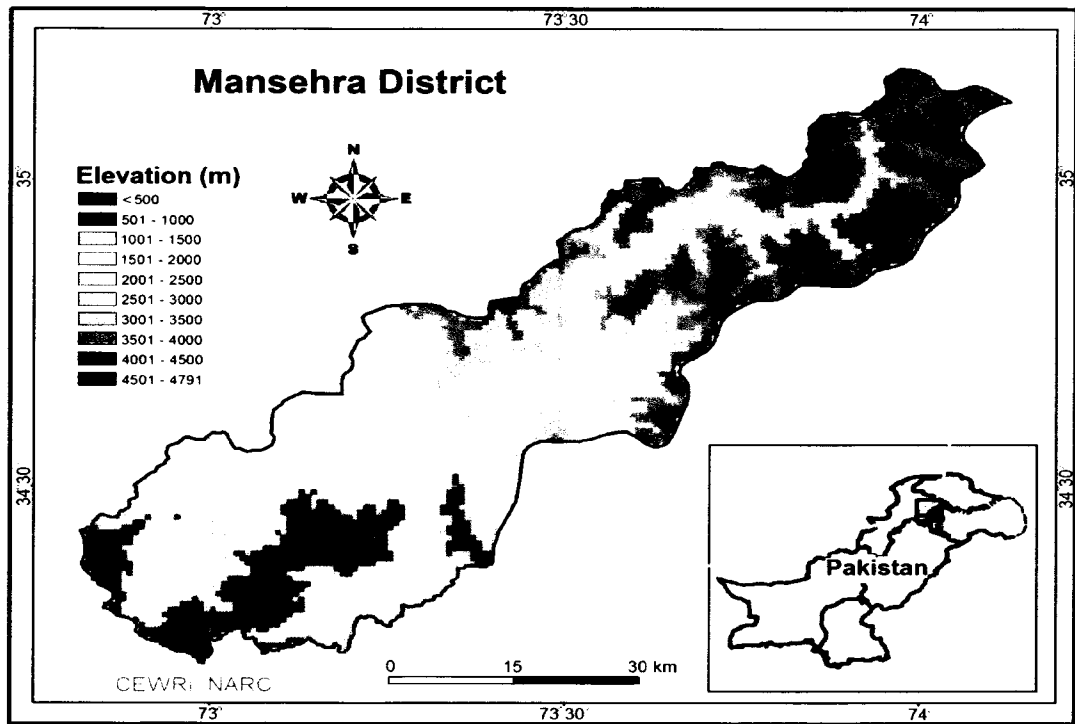 73° 73°30 74°
Mansehra District
N
W E
S
35°
35°
Elevation (m)
<500
501 - 1000
1001 - 1500
1501 - 2000
2001 - 2500
2501 - 3000
3001 - 3500
3501 - 4000
4001 - 4500
4501 - 4791
34°30
34°30
Pakistan
0 15 30 km
CEWRI NARC
73° 73°30 74°